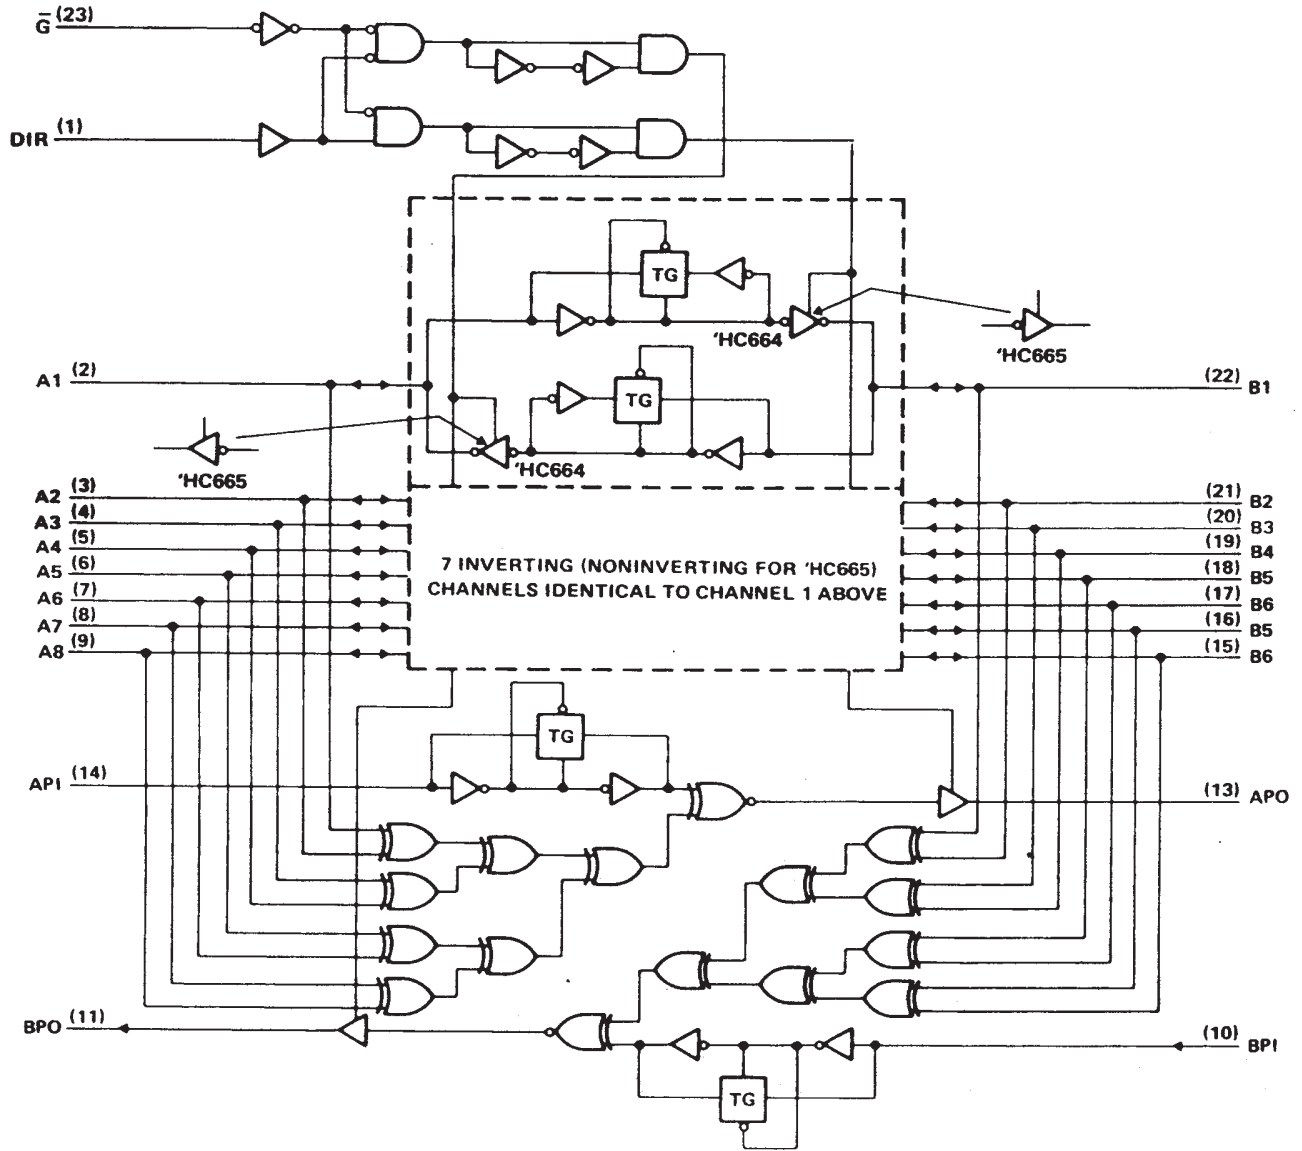 G̅ (23)
DIR (1)
TG
'HC664
'HC665
A1 (2)
(22) B1
TG
'HC665
'HC664
A2 (3)
(21) B2
A3 (4)
(20) B3
A4 (5)
(19) B4
A5 (6)
(18) B5
A6 (7)
(17) B6
A7 (8)
(16) B5
A8 (9)
(15) B6
7 INVERTING (NONINVERTING FOR 'HC665)
CHANNELS IDENTICAL TO CHANNEL 1 ABOVE
TG
API (14)
(13) APO
BPO (11)
(10) BPI
TG